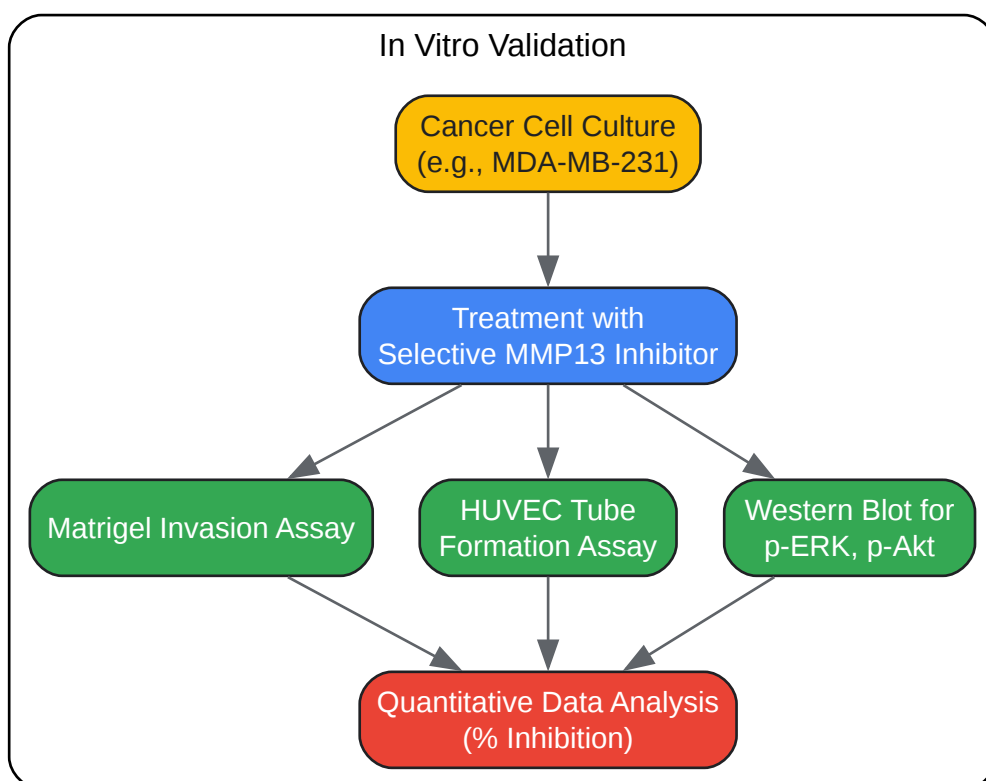 In Vitro Validation
Cancer Cell Culture
(e.g., MDA-MB-231)
Treatment with
Selective MMP13 Inhibitor
Matrigel Invasion Assay
HUVEC Tube
Formation Assay
Western Blot for
p-ERK, p-Akt
Quantitative Data Analysis
(% Inhibition)